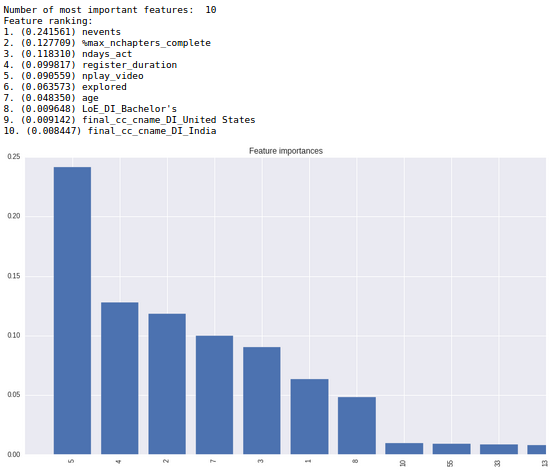 Number of most important features:  10
Feature ranking:
1. (0.241561) nevents
2. (0.127709) %max_nchapters_complete
3. (0.118310) ndays_act
4. (0.099817) register_duration
5. (0.090559) nplay_video
6. (0.063573) explored
7. (0.048350) age
8. (0.009648) LoE_DI_Bachelor's
9. (0.009142) final_cc_cname_DI_United States
10. (0.008447) final_cc_cname_DI_India
Feature importances
0.25
0.20
0.15
0.10
0.05
0.00
5 4 2 7 3 1 8 10 55 33 13